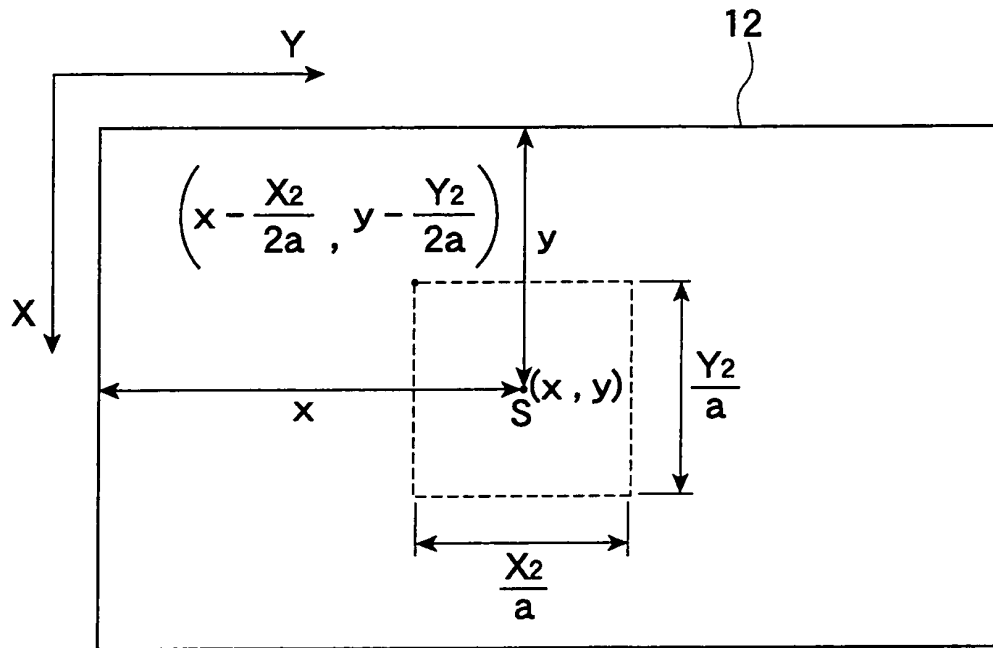 12
Y
(x - X2/2a , y - Y2/2a)
y
X
Y2/a
(x , y)
x
S
X2/a